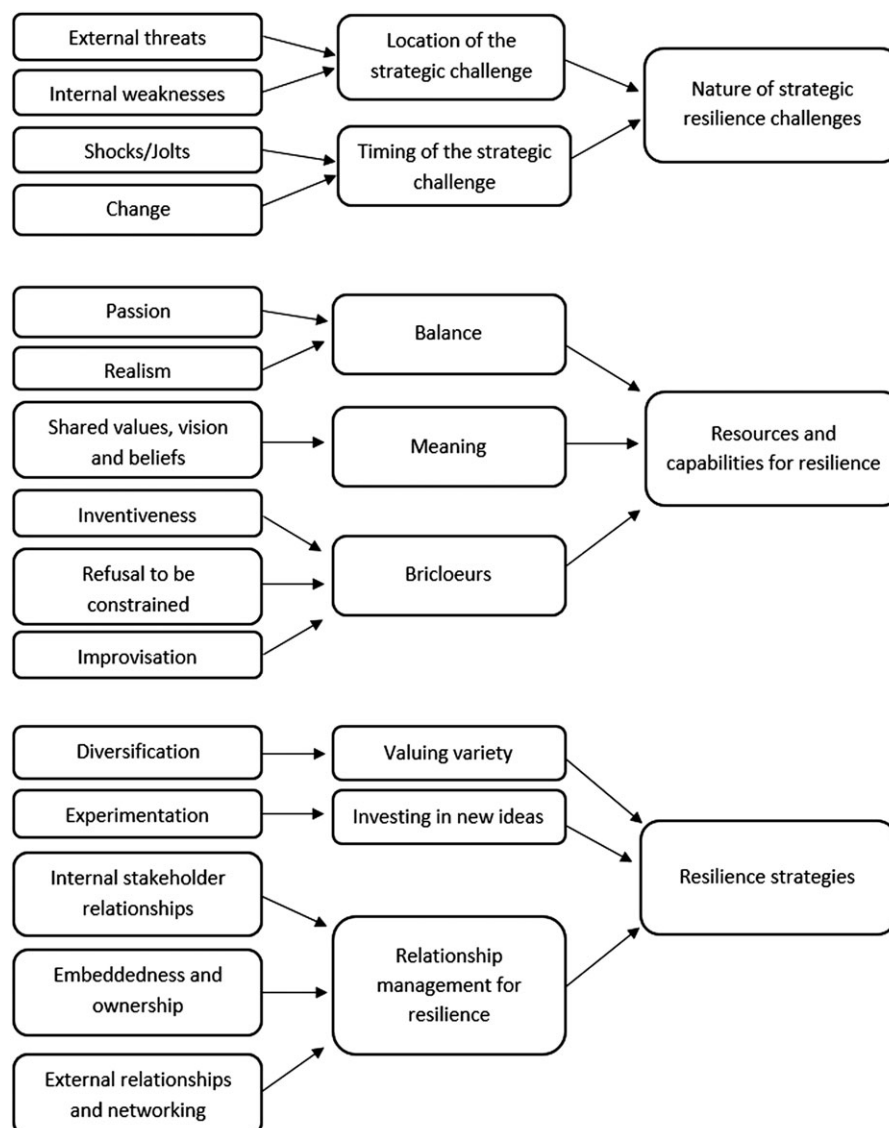 External threats
Internal weaknesses
Location of the
strategic challenge
Shocks/Jolts
Change
Timing of the strategic
challenge
Nature of strategic
resilience challenges
Passion
Realism
Balance
Shared values, vision
and beliefs
Meaning
Inventiveness
Refusal to be
constrained
Improvisation
Bricloeurs
Resources and
capabilities for resilience
Diversification
Valuing variety
Experimentation
Investing in new ideas
Internal stakeholder
relationships
Embeddedness and
ownership
External relationships
and networking
Relationship
management for
resilience
Resilience strategies